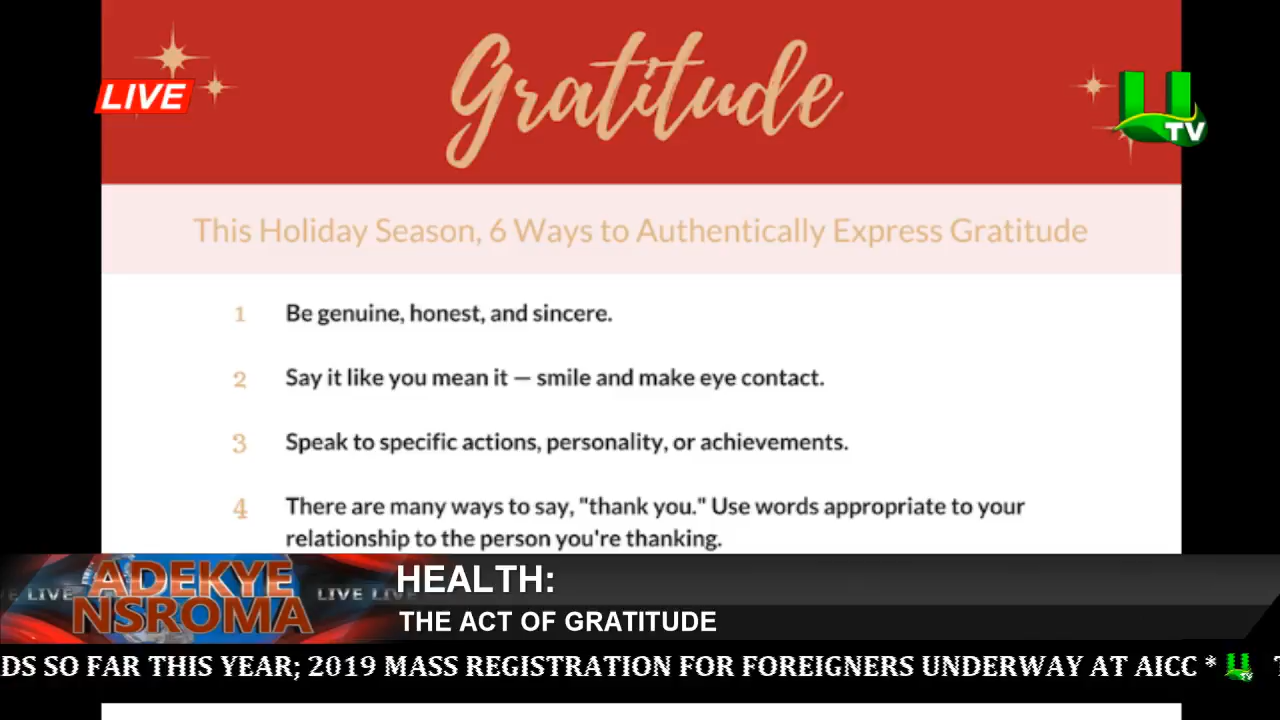 Gratitude
LIVE
U
TV
This Holiday Season, 6 Ways to Authentically Express Gratitude
1 Be genuine, honest, and sincere.
2 Say it like you mean it — smile and make eye contact.
3 Speak to specific actions, personality, or achievements.
4 There are many ways to say, "thank you." Use words appropriate to your
relationship to the person you're thanking.
ADEKYE
NSROMA
LIVE
LIVE LIVE
HEALTH:
THE ACT OF GRATITUDE
DS SO FAR THIS YEAR; 2019 MASS REGISTRATION FOR FOREIGNERS UNDERWAY AT AICC * U TV